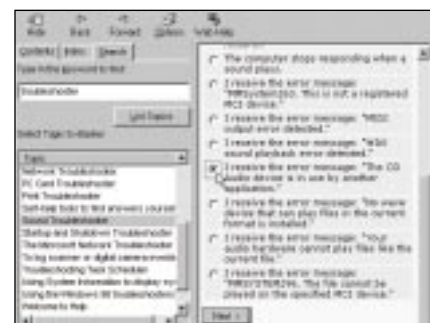 Hide Back Forward Options Web Help
Contents Index Search
Type in the keyword to find:
troubleshooter
List Topics
Select Topic to display:
Topic
Network Troubleshooter
PC Card Troubleshooter
Print Troubleshooter
Sound Troubleshooter
Startup and Shutdown Troubleshooter
The Microsoft Network Troubleshooter
Troubleshooting Task Scheduler
Using System Information to display
Using the Windows 98 troubleshooters
Welcome to Help
The computer stops responding when a
sound plays.
I receive the error message:
"MMSYSTEM260. This is not a registered
MCI device."
I receive the error message: "MIDI
output error detected."
I receive the error message:
sound playback error detected."
I receive the error message: "The CD
Audio device is in use by another
application."
I receive the error message: "No wave
device that can play files in the current
format is installed."
I receive the error message: "Your
audio hardware cannot play files like the
current file."
I receive the error message:
"MMSYSTEM296. The file cannot be
played on the specified MCI device."
Next >